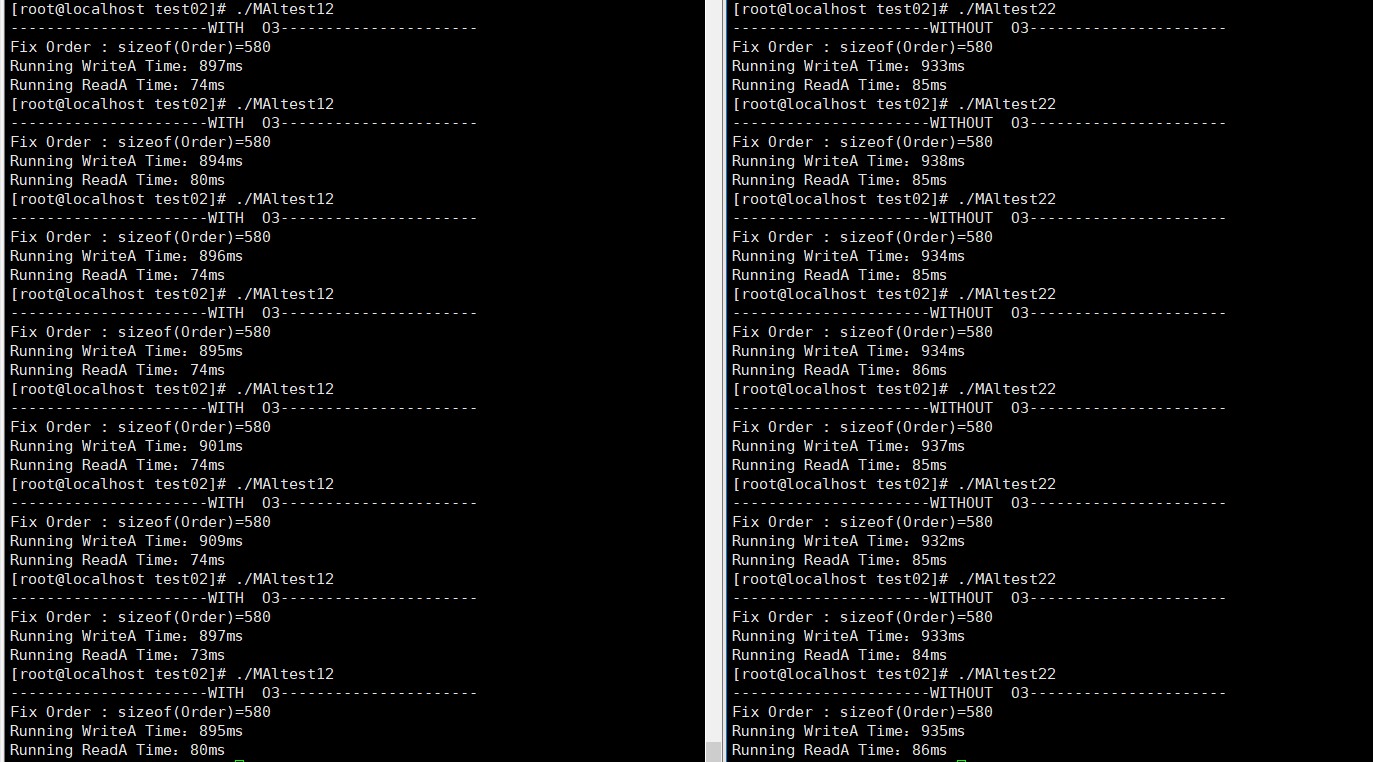 [root@localhost test02]# ./MAltest12
----------------------WITH  O3----------------------
Fix Order : sizeof(Order)=580
Running WriteA Time：897ms
Running ReadA Time：74ms
[root@localhost test02]# ./MAltest12
----------------------WITH  O3----------------------
Fix Order : sizeof(Order)=580
Running WriteA Time：894ms
Running ReadA Time：80ms
[root@localhost test02]# ./MAltest12
----------------------WITH  O3----------------------
Fix Order : sizeof(Order)=580
Running WriteA Time：896ms
Running ReadA Time：74ms
[root@localhost test02]# ./MAltest12
----------------------WITH  O3----------------------
Fix Order : sizeof(Order)=580
Running WriteA Time：895ms
Running ReadA Time：74ms
[root@localhost test02]# ./MAltest12
----------------------WITH  O3----------------------
Fix Order : sizeof(Order)=580
Running WriteA Time：901ms
Running ReadA Time：74ms
[root@localhost test02]# ./MAltest12
----------------------WITH  O3----------------------
Fix Order : sizeof(Order)=580
Running WriteA Time：909ms
Running ReadA Time：74ms
[root@localhost test02]# ./MAltest12
----------------------WITH  O3----------------------
Fix Order : sizeof(Order)=580
Running WriteA Time：897ms
Running ReadA Time：73ms
[root@localhost test02]# ./MAltest12
----------------------WITH  O3----------------------
Fix Order : sizeof(Order)=580
Running WriteA Time：895ms
Running ReadA Time：80ms
[root@localhost test02]# ./MAltest22
----------------------WITHOUT  O3----------------------
Fix Order : sizeof(Order)=580
Running WriteA Time：933ms
Running ReadA Time：85ms
[root@localhost test02]# ./MAltest22
----------------------WITHOUT  O3----------------------
Fix Order : sizeof(Order)=580
Running WriteA Time：938ms
Running ReadA Time：85ms
[root@localhost test02]# ./MAltest22
----------------------WITHOUT  O3----------------------
Fix Order : sizeof(Order)=580
Running WriteA Time：934ms
Running ReadA Time：85ms
[root@localhost test02]# ./MAltest22
----------------------WITHOUT  O3----------------------
Fix Order : sizeof(Order)=580
Running WriteA Time：934ms
Running ReadA Time：86ms
[root@localhost test02]# ./MAltest22
----------------------WITHOUT  O3----------------------
Fix Order : sizeof(Order)=580
Running WriteA Time：937ms
Running ReadA Time：85ms
[root@localhost test02]# ./MAltest22
----------------------WITHOUT  O3----------------------
Fix Order : sizeof(Order)=580
Running WriteA Time：932ms
Running ReadA Time：85ms
[root@localhost test02]# ./MAltest22
----------------------WITHOUT  O3----------------------
Fix Order : sizeof(Order)=580
Running WriteA Time：933ms
Running ReadA Time：84ms
[root@localhost test02]# ./MAltest22
----------------------WITHOUT  O3----------------------
Fix Order : sizeof(Order)=580
Running WriteA Time：935ms
Running ReadA Time：86ms